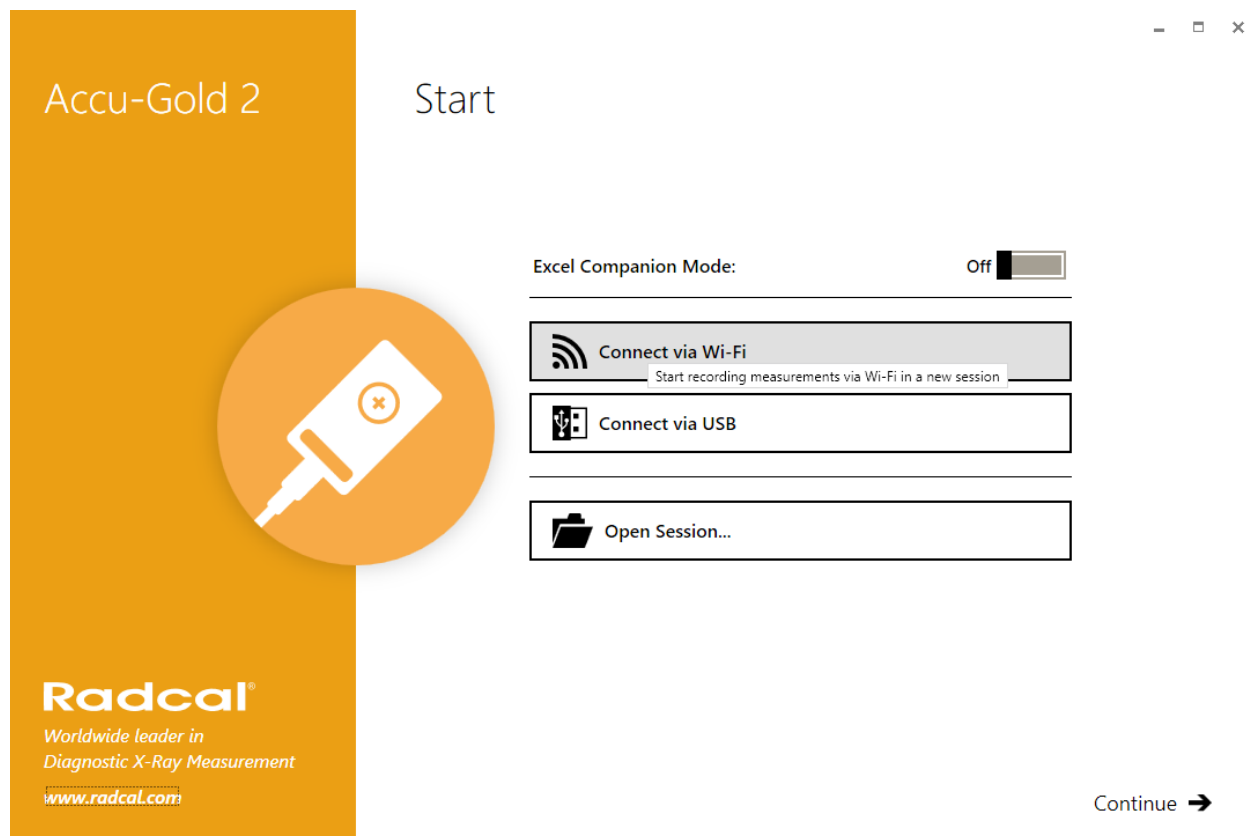 Accu-Gold 2
Start
Excel Companion Mode:
Off
Connect via Wi-Fi
Start recording measurements via Wi-Fi in a new session
Connect via USB
Open Session...
Radcal®
Worldwide leader in
Diagnostic X-Ray Measurement
www.radcal.com
Continue